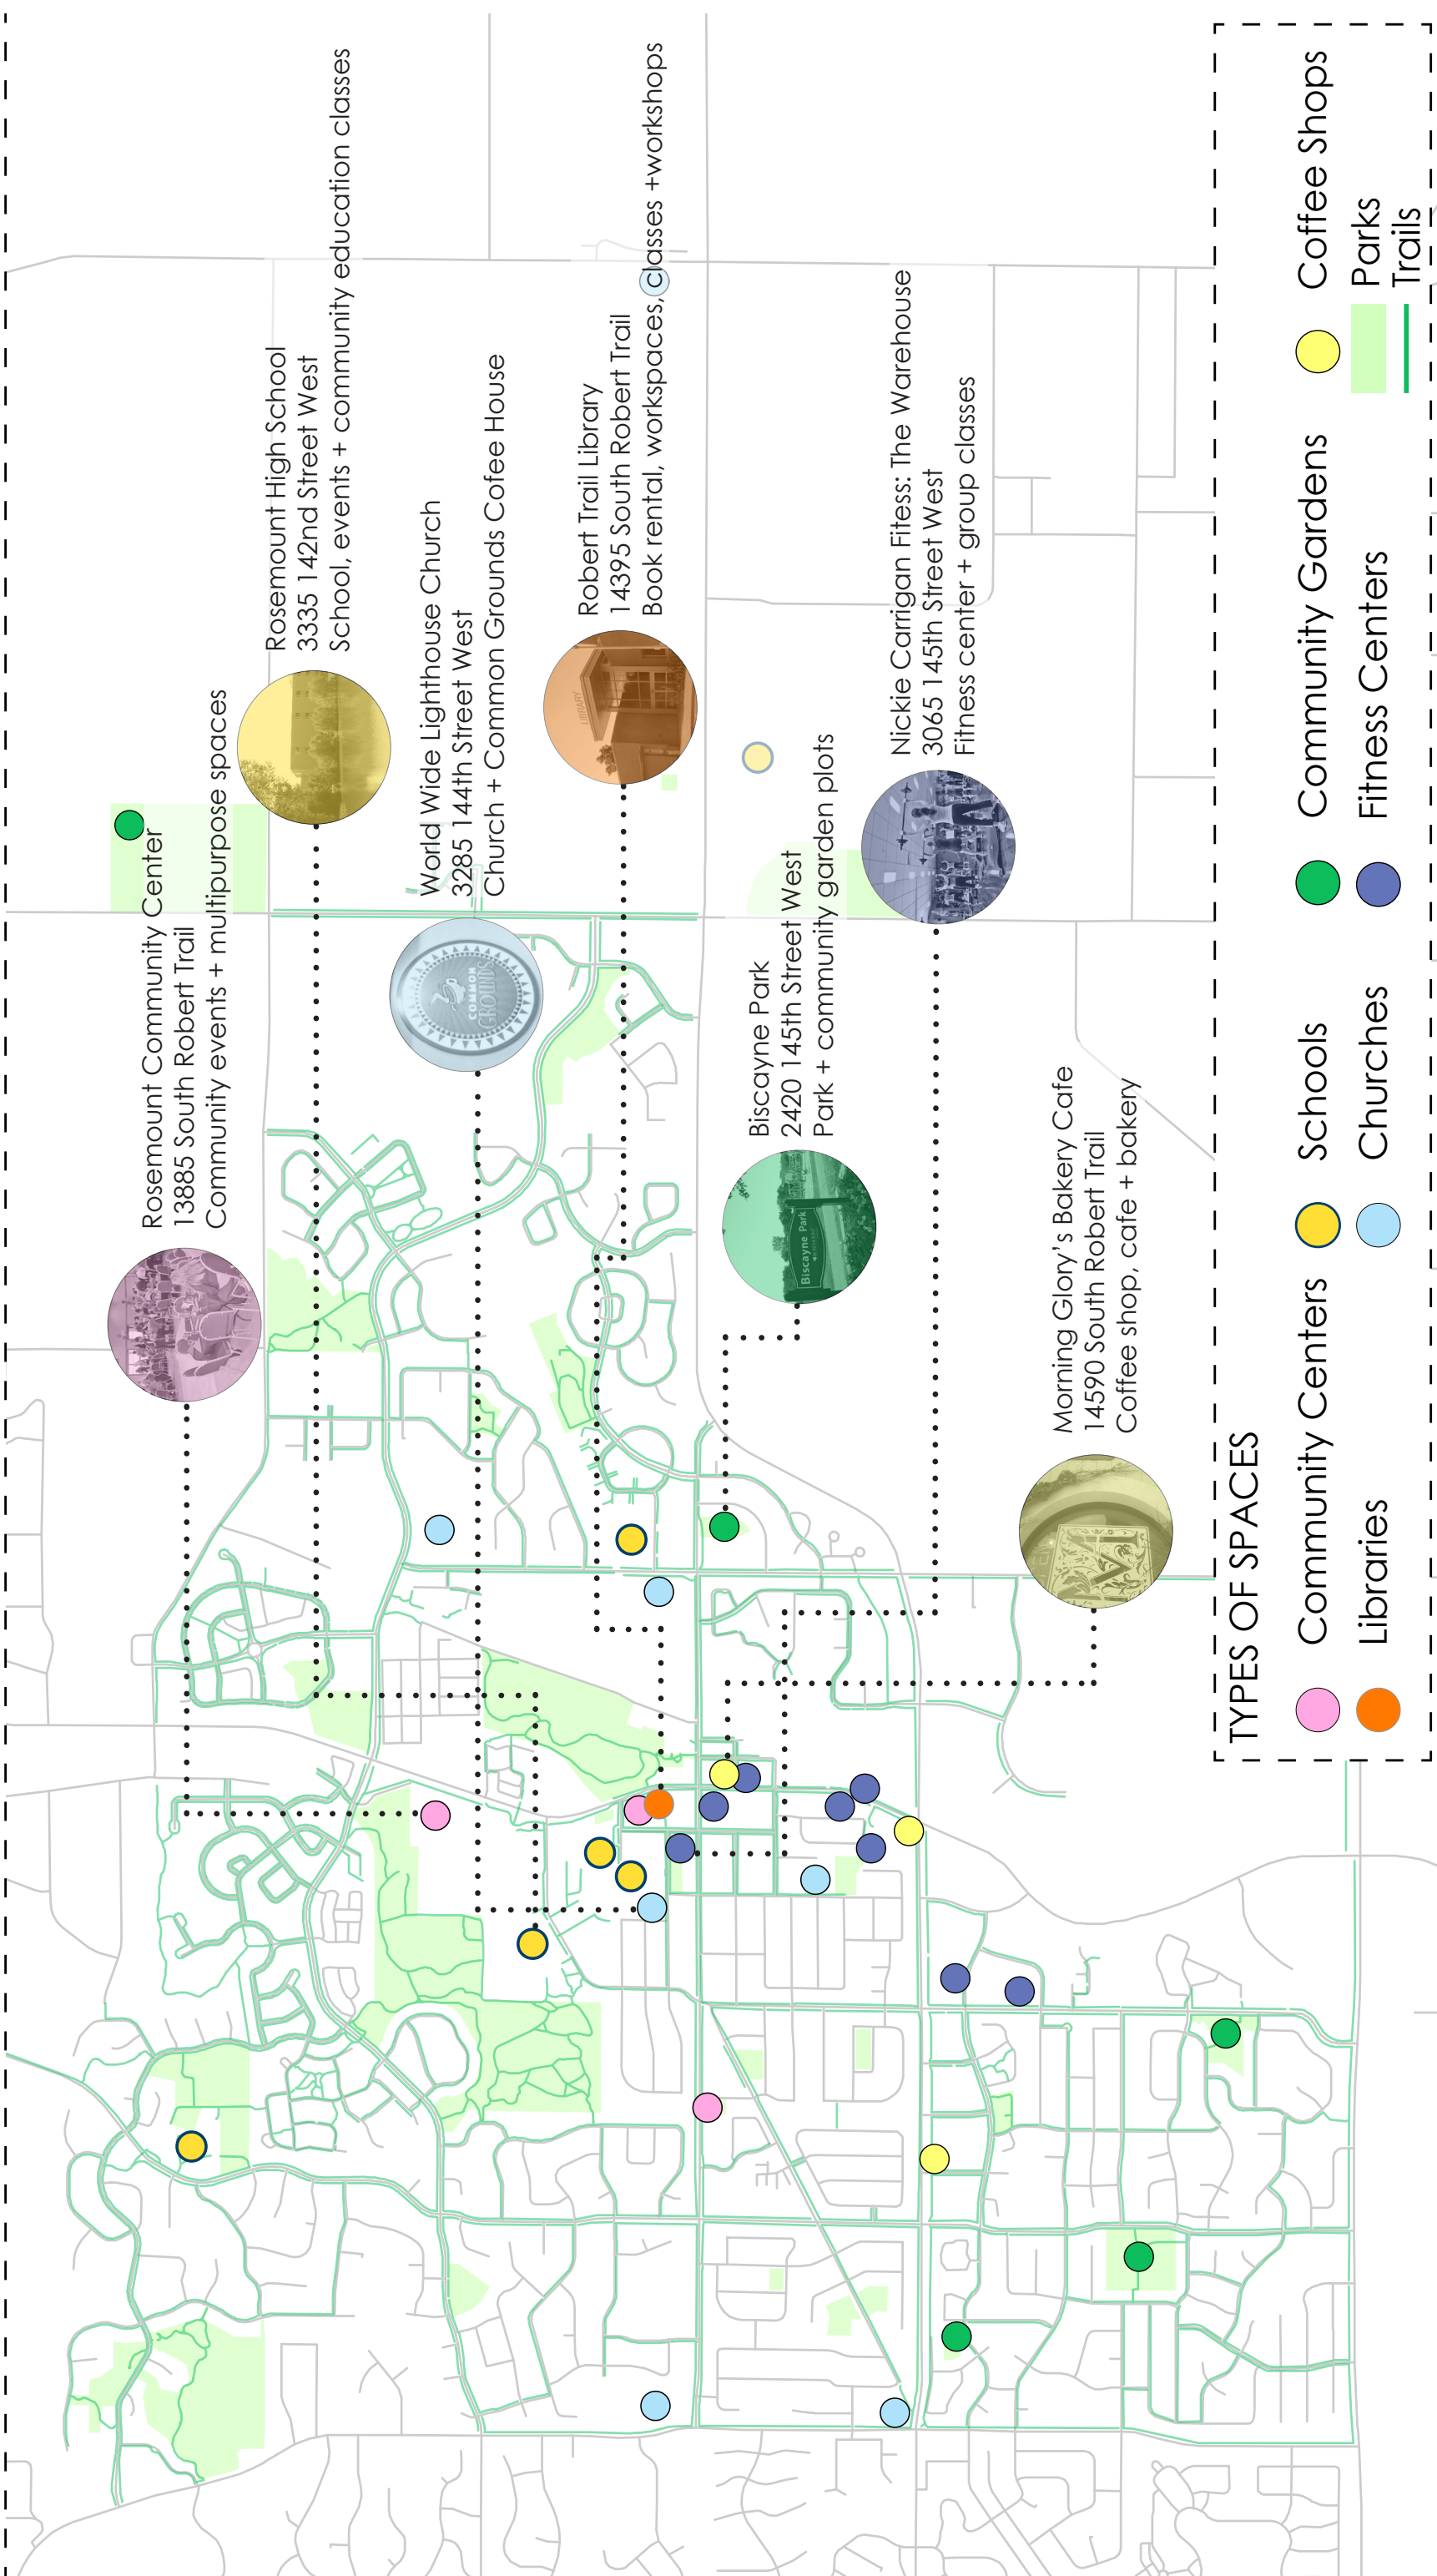 Rosemount Community Center
13885 South Robert Trail
Community events + multipurpose spaces
Rosemount High School
3335 142nd Street West
School, events + community education classes
World Wide Lighthouse Church
3285 144th Street West
Church + Common Grounds Cofee House
COMMON
GROUNDS
Robert Trail Library
14395 South Robert Trail
Book rental, workspaces, classes +workshops
LIBRARY
Biscayne Park
2420 145th Street West
Park + community garden plots
Biscayne Park
Nickie Carrigan Fitess: The Warehouse
3065 145th Street West
Fitness center + group classes
Morning Glory's Bakery Cafe
14590 South Robert Trail
Coffee shop, cafe + bakery
TYPES OF SPACES
Community Centers
Schools
Community Gardens
Coffee Shops
Libraries
Churches
Fitness Centers
Parks
Trails